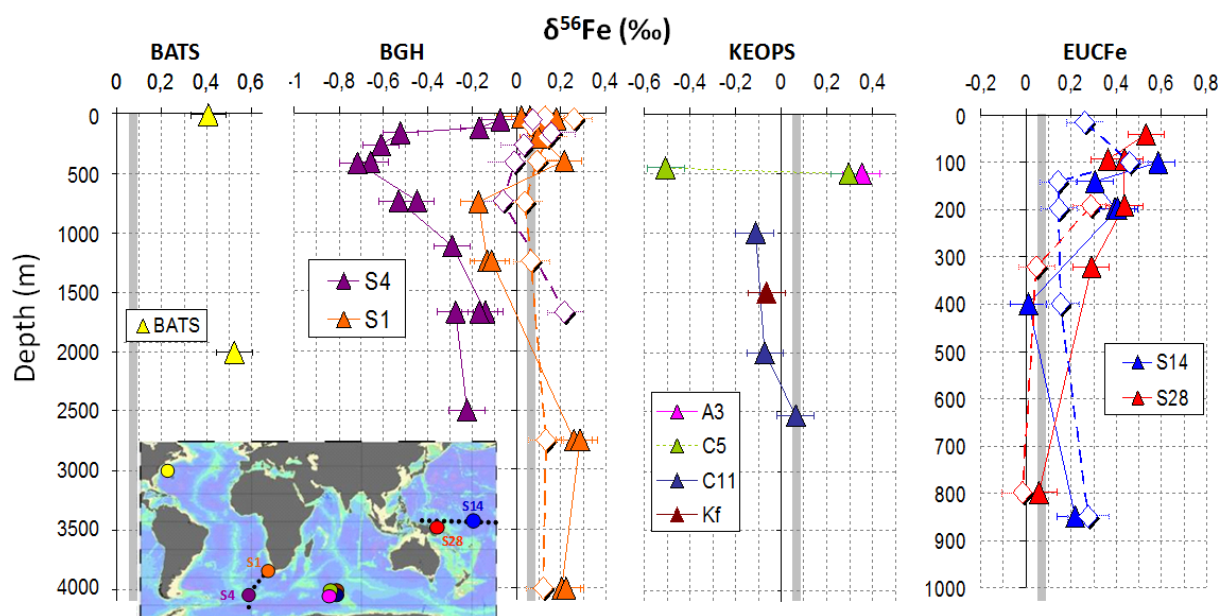 δ⁵⁶Fe (‰)
BATS BGH KEOPS EUCFe
0 0,2 0,4 0,6 -1 -0,8 -0,6 -0,4 -0,2 0 0,2 0,4 -0,6 -0,4 -0,2 0 0,2 0,4 -0,2 0 0,2 0,4 0,6 0,8
Depth (m)
0
500
1000
1500
2000
2500
3000
3500
4000
BATS
S4
S1
A3
C5
C11
Kf
0
100
200
300
400
500
600
700
800
900
1000
S14
S28
S14
S28
S1
S4